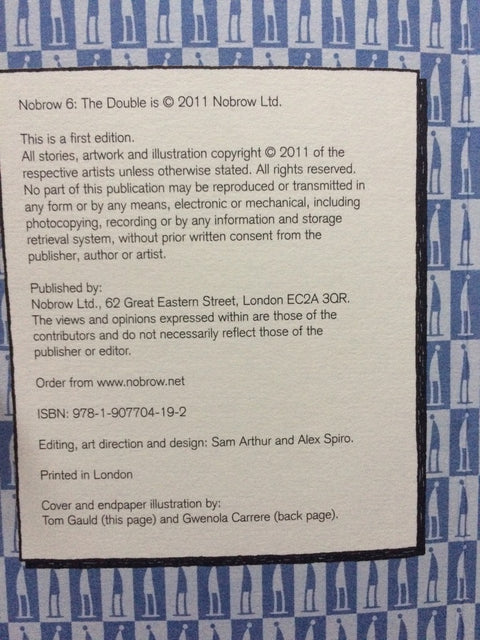 Nobrow 6: The Double is © 2011 Nobrow Ltd.
This is a first edition.
All stories, artwork and illustration copyright © 2011 of the
respective artists unless otherwise stated. All rights reserved.
No part of this publication may be reproduced or transmitted in
any form or by any means, electronic or mechanical, including
photocopying, recording or by any information and storage
retrieval system, without prior written consent from the
publisher, author or artist.
Published by:
Nobrow Ltd., 62 Great Eastern Street, London EC2A 3QR.
The views and opinions expressed within are those of the
contributors and do not necessarily reflect those of the
publisher or editor.
Order from www.nobrow.net
ISBN: 978-1-907704-19-2
Editing, art direction and design: Sam Arthur and Alex Spiro.
Printed in London
Cover and endpaper illustration by:
Tom Gauld (this page) and Gwenola Carrere (back page).